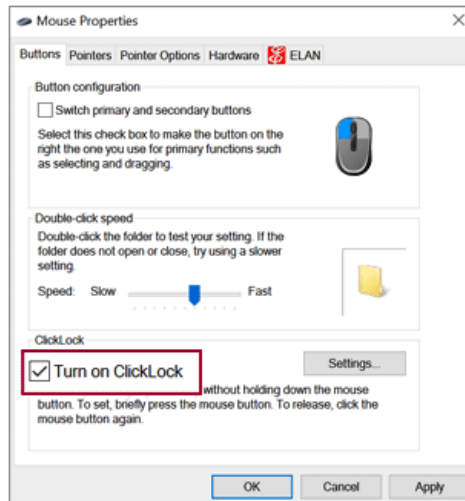 Mouse Properties
Buttons Pointers Pointer Options Hardware ELAN
Button configuration
Switch primary and secondary buttons
Select this check box to make the button on the
right the one you use for primary functions such
as selecting and dragging.
Double-click speed
Double-click the folder to test your setting. If the
folder does not open or close, try using a slower
setting.
Speed: Slow Fast
ClickLock
Turn on ClickLock
Settings...
without holding down the mouse
button. To set, briefly press the mouse button. To release, click the
mouse button again.
OK Cancel Apply